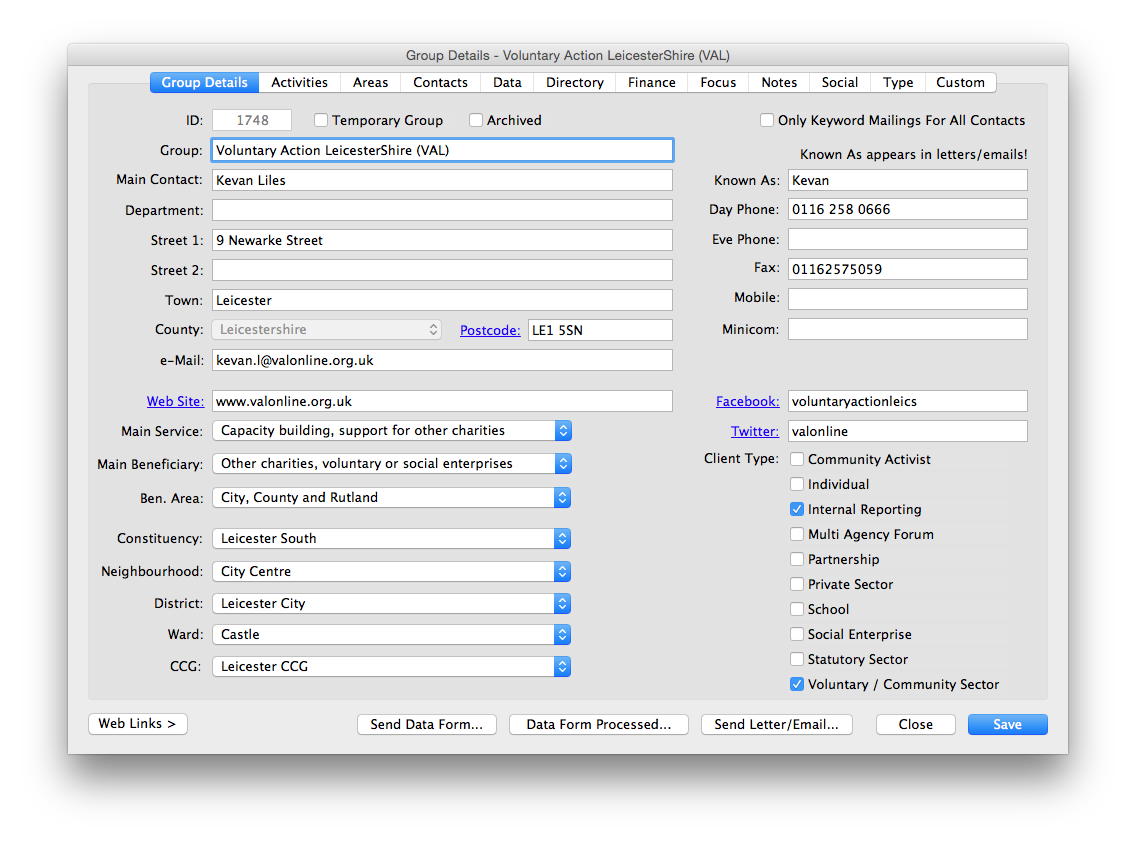 Group Details - Voluntary Action LeicesterShire (VAL)
Group Details Activities Areas Contacts Data Directory Finance Focus Notes Social Type Custom
ID: 1748 Temporary Group Archived Only Keyword Mailings For All Contacts
Group: Voluntary Action LeicesterShire (VAL) Known As appears in letters/emails!
Main Contact: Kevan Liles Known As: Kevan
Department: Day Phone: 0116 258 0666
Street 1: 9 Newarke Street Eve Phone:
Street 2: Fax: 01162575059
Town: Leicester Mobile:
County: Leicestershire Postcode: LE1 5SN Minicom:
e-Mail: kevan.l@valonline.org.uk
Web Site: www.valonline.org.uk Facebook: voluntaryactionleics
Main Service: Capacity building, support for other charities Twitter: valonline
Main Beneficiary: Other charities, voluntary or social enterprises Client Type: Community Activist
Individual
Ben. Area: City, County and Rutland
Internal Reporting
Constituency: Leicester South Multi Agency Forum
Partnership
Neighbourhood: City Centre
Private Sector
District: Leicester City School
Ward: Castle Social Enterprise
CCG: Leicester CCG Statutory Sector
Voluntary / Community Sector
Web Links > Send Data Form... Data Form Processed... Send Letter/Email... Close Save